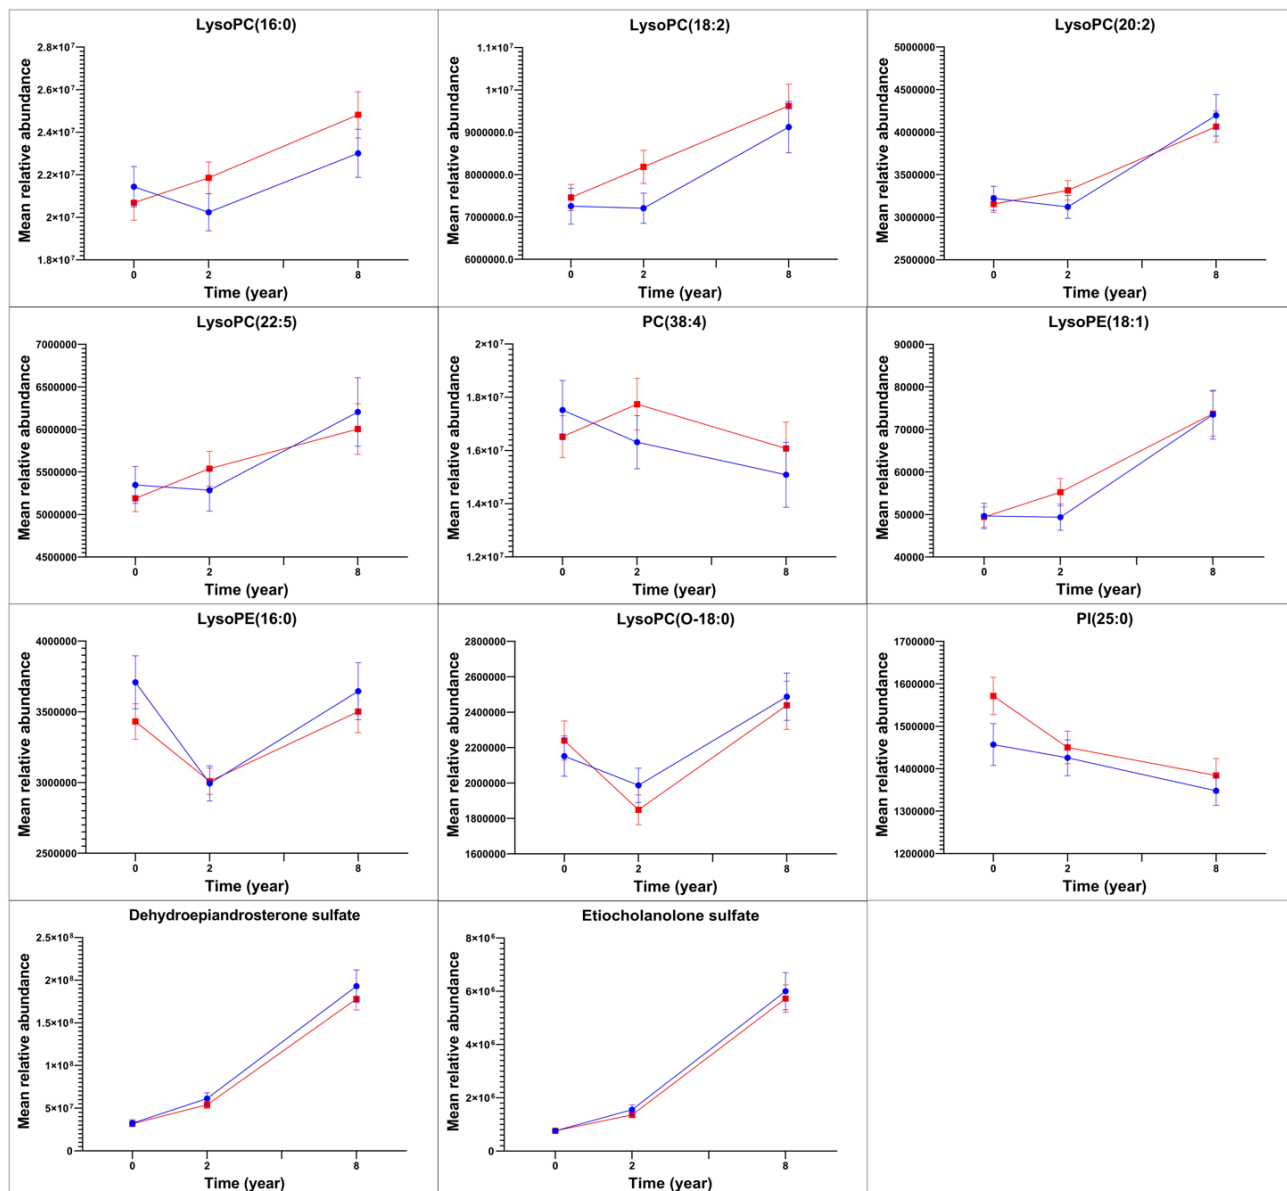 LysoPC(16:0)
Mean relative abundance
2.8×10⁷
2.6×10⁷
2.4×10⁷
2.2×10⁷
2×10⁷
1.8×10⁷
0 2 8
Time (year)
LysoPC(18:2)
Mean relative abundance
1.1×10⁷
1×10⁷
9000000.0
8000000.0
7000000.0
6000000.0
0 2 8
Time (year)
LysoPC(20:2)
Mean relative abundance
5000000
4500000
4000000
3500000
3000000
2500000
0 2 8
Time (year)
LysoPC(22:5)
Mean relative abundance
7000000
6500000
6000000
5500000
5000000
4500000
0 2 8
Time (year)
PC(38:4)
Mean relative abundance
2×10⁷
1.8×10⁷
1.6×10⁷
1.4×10⁷
1.2×10⁷
0 2 8
Time (year)
LysoPE(18:1)
Mean relative abundance
90000
80000
70000
60000
50000
40000
0 2 8
Time (year)
LysoPE(16:0)
Mean relative abundance
4000000
3500000
3000000
2500000
0 2 8
Time (year)
LysoPC(O-18:0)
Mean relative abundance
2800000
2600000
2400000
2200000
2000000
1800000
1600000
0 2 8
Time (year)
PI(25:0)
Mean relative abundance
1700000
1600000
1500000
1400000
1300000
1200000
0 2 8
Time (year)
Dehydroepiandrosterone sulfate
Mean relative abundance
2.5×10⁸
2×10⁸
1.5×10⁸
1×10⁸
5×10⁷
0
0 2 8
Time (year)
Etiocholanolone sulfate
Mean relative abundance
8×10⁶
6×10⁶
4×10⁶
2×10⁶
0
0 2 8
Time (year)